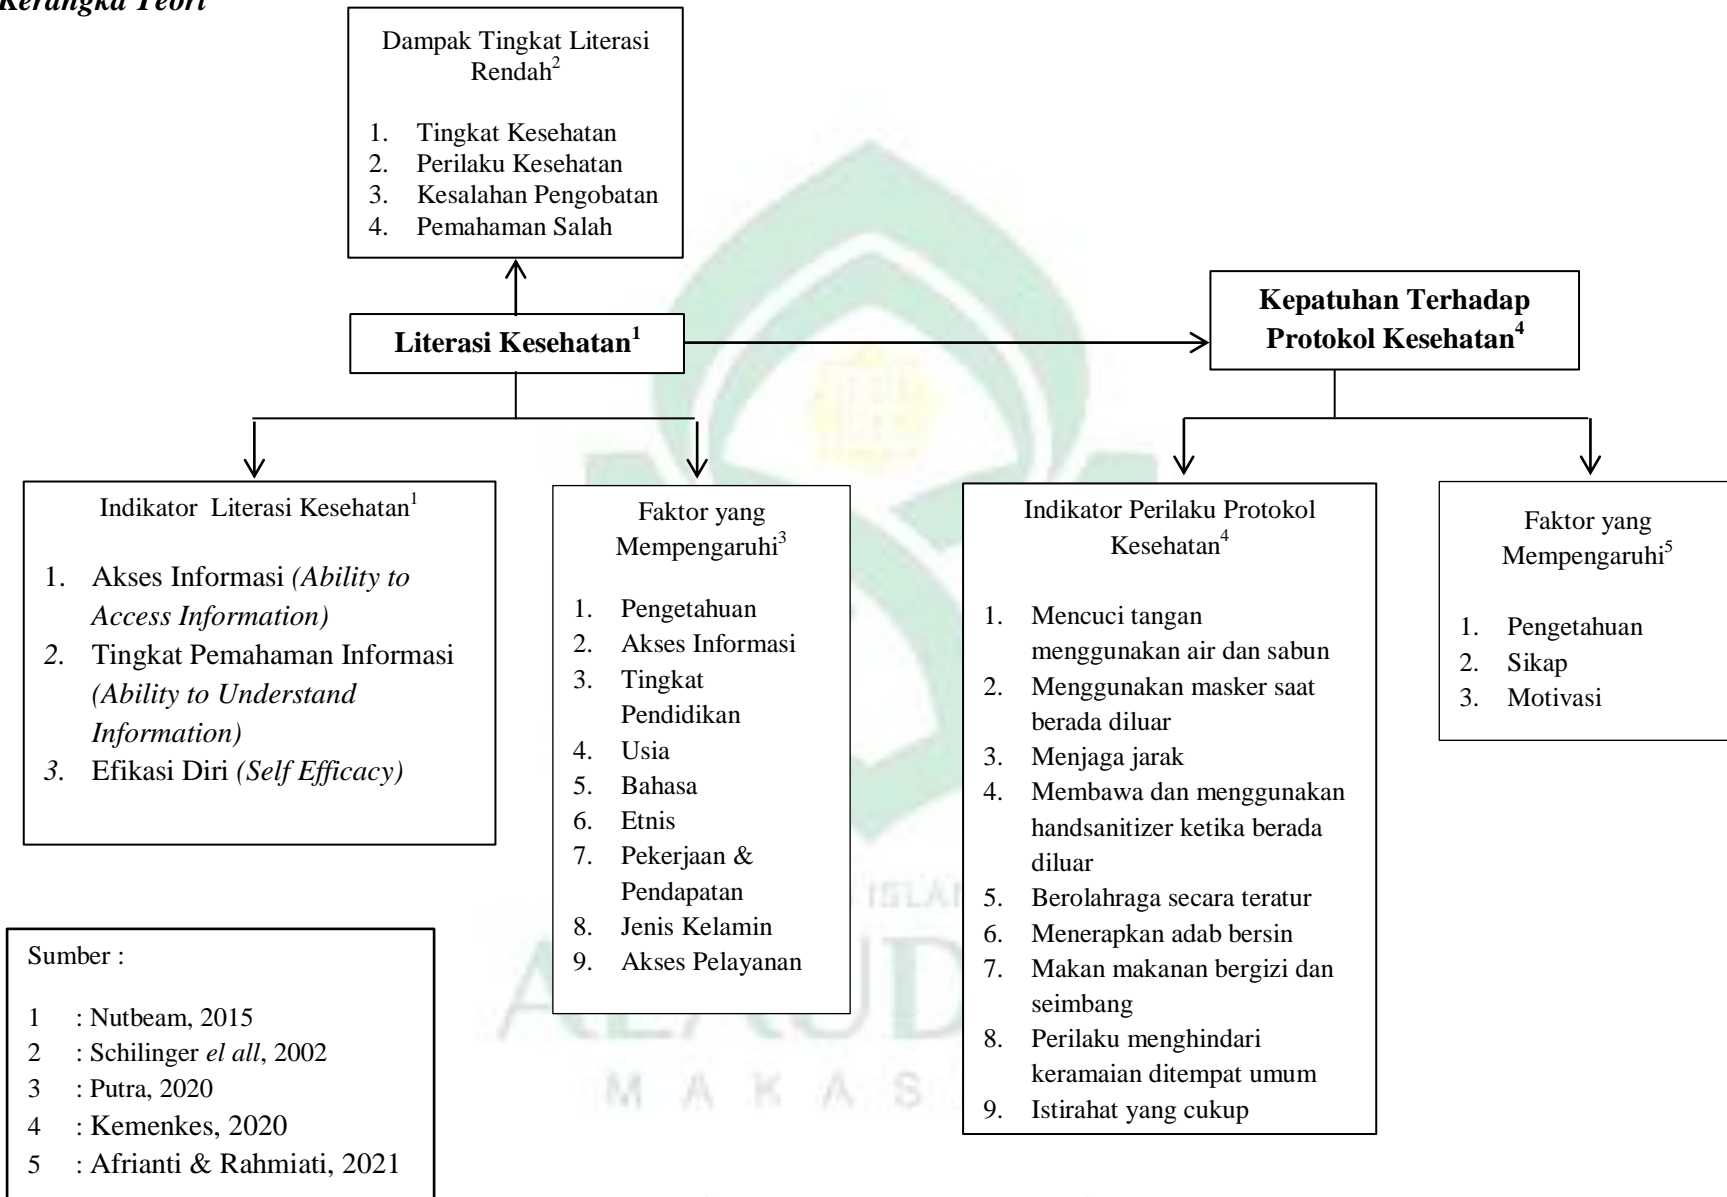 Kerangka Teori
Dampak Tingkat Literasi
Rendah2
1. Tingkat Kesehatan
2. Perilaku Kesehatan
3. Kesalahan Pengobatan
4. Pemahaman Salah
Literasi Kesehatan1
Kepatuhan Terhadap
Protokol Kesehatan4
Indikator Literasi Kesehatan1
1. Akses Informasi (Ability to
Access Information)
2. Tingkat Pemahaman Informasi
(Ability to Understand
Information)
3. Efikasi Diri (Self Efficacy)
Faktor yang
Mempengaruhi3
1. Pengetahuan
2. Akses Informasi
3. Tingkat
Pendidikan
4. Usia
5. Bahasa
6. Etnis
7. Pekerjaan &
Pendapatan
8. Jenis Kelamin
9. Akses Pelayanan
Indikator Perilaku Protokol
Kesehatan4
1. Mencuci tangan
menggunakan air dan sabun
2. Menggunakan masker saat
berada diluar
3. Menjaga jarak
4. Membawa dan menggunakan
handsanitizer ketika berada
diluar
5. Berolahraga secara teratur
6. Menerapkan adab bersin
7. Makan makanan bergizi dan
seimbang
8. Perilaku menghindari
keramaian ditempat umum
9. Istirahat yang cukup
Faktor yang
Mempengaruhi5
1. Pengetahuan
2. Sikap
3. Motivasi
Sumber :
1 : Nutbeam, 2015
2 : Schilinger el all, 2002
3 : Putra, 2020
4 : Kemenkes, 2020
5 : Afrianti & Rahmiati, 2021